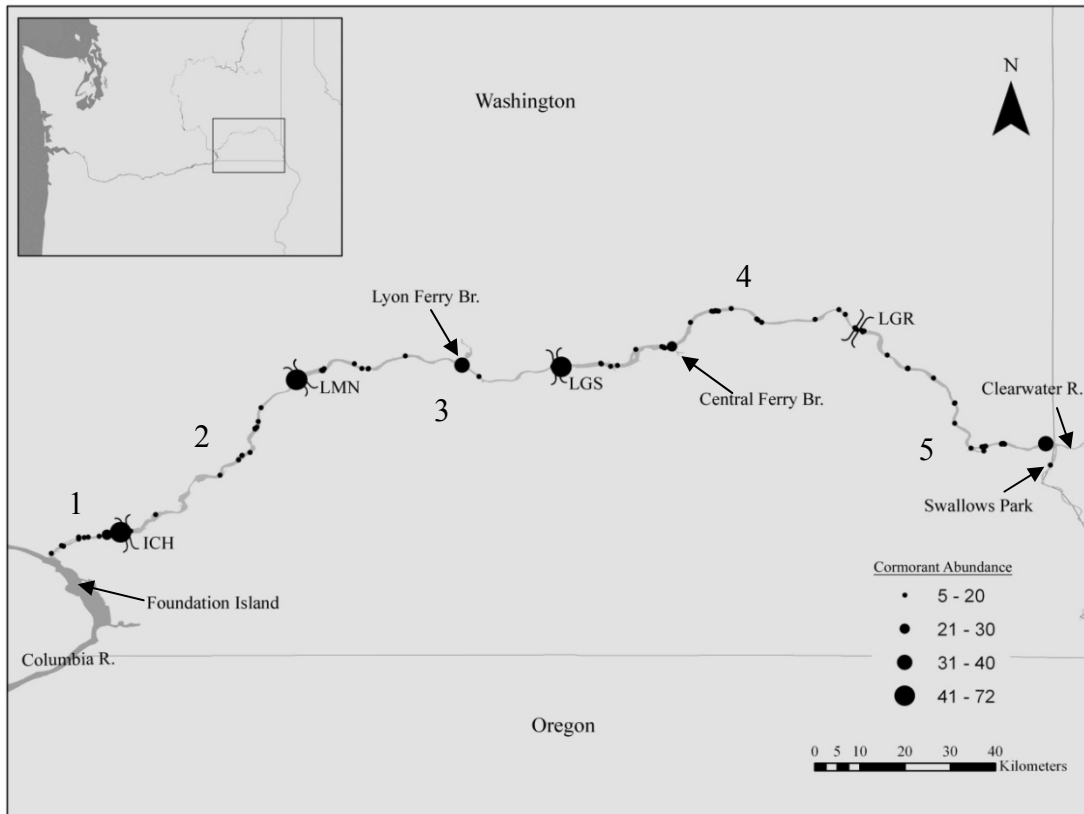 Washington
N
4
Lyon Ferry Br.
LGR
LMN
LGS
Clearwater R.
Central Ferry Br.
3
2
5
Swallows Park
1
ICH
Foundation Island
Columbia R.
Oregon
Cormorant Abundance
5 - 20
21 - 30
31 - 40
41 - 72
0 5 10 20 30 40
Kilometers